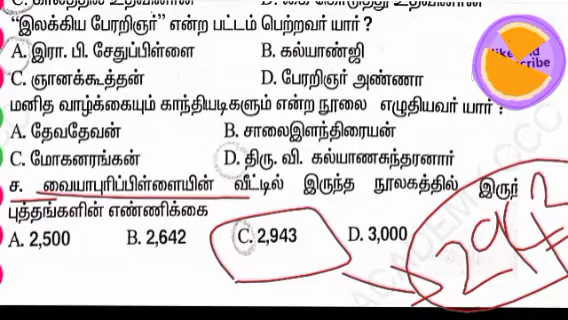 "இலக்கிய பேரறிஞர்" என்ற பட்டம் பெற்றவர் யார் ?
A. இரா. பி. சேதுப்பிள்ளை B. கல்யாண்ஜி
C. ஞானக்கூத்தன் D. பேரறிஞர் அண்ணா
மனித வாழ்க்கையும் காந்தியடிகளும் என்ற நூலை எழுதியவர் யார் ?
A. தேவதேவன் B. சாலைஇளந்திரையன்
C. மோகனரங்கன் D. திரு. வி. கல்யாணசுந்தரனார்
ச. வையாபுரிப்பிள்ளையின் வீட்டில் இருந்த நூலகத்தில் இருந்
புத்தங்களின் எண்ணிக்கை
A. 2,500 B. 2,642 C. 2,943 D. 3,000
2943